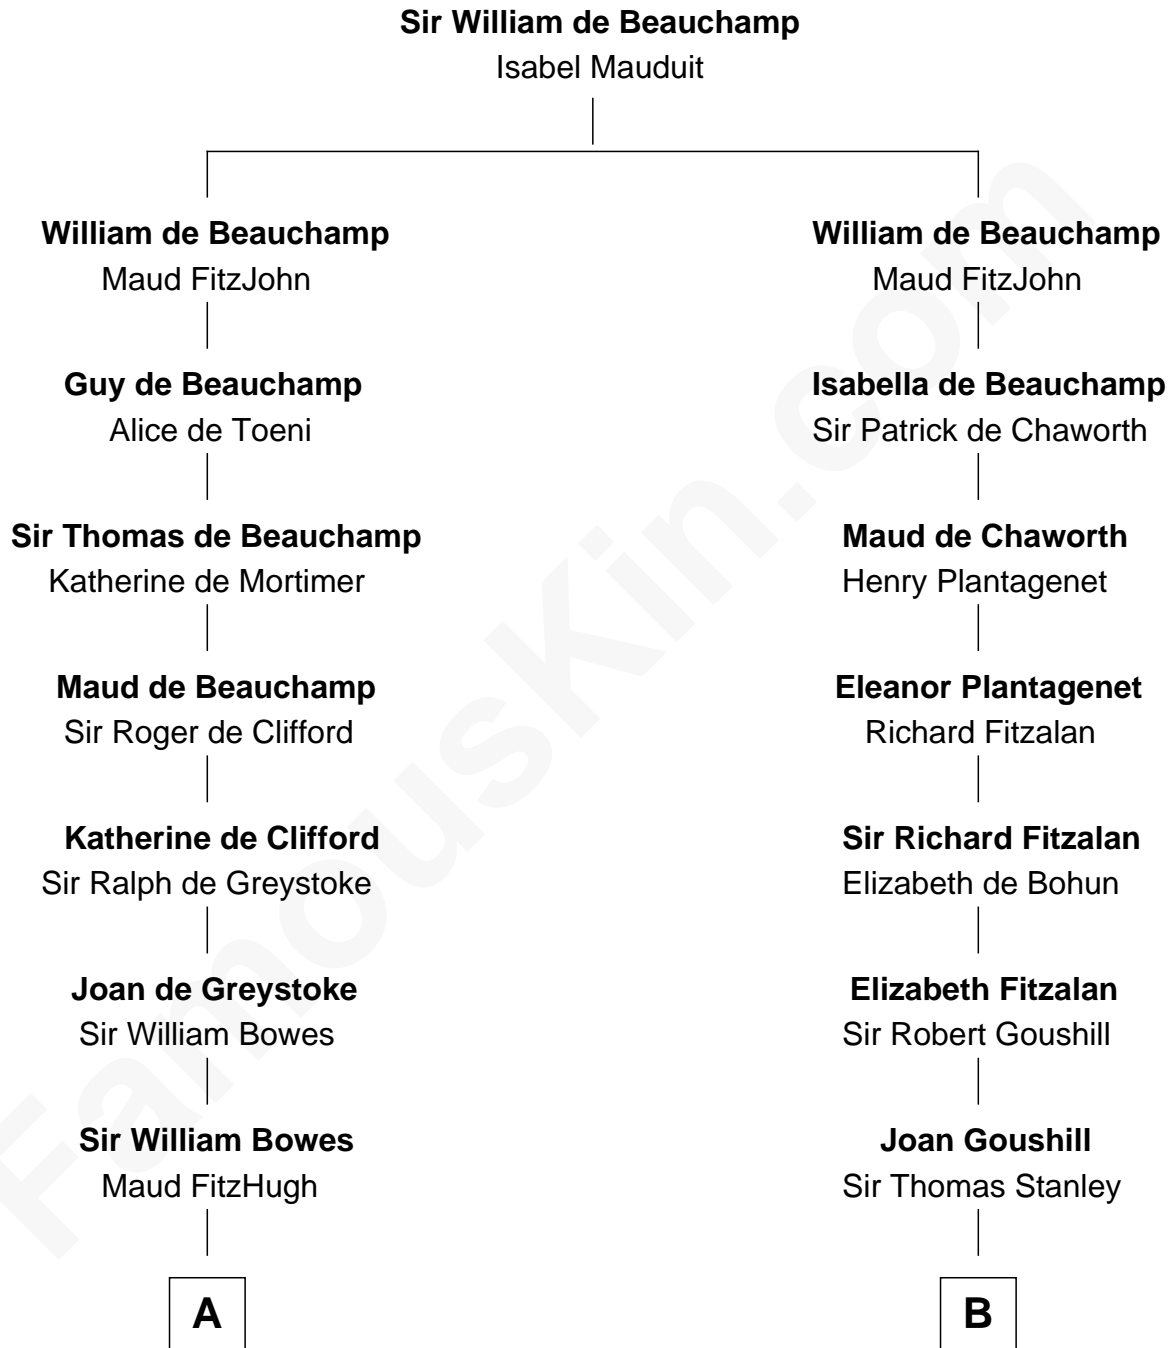 Sir William de Beauchamp
Isabel Mauduit
William de Beauchamp
Maud FitzJohn
Guy de Beauchamp
Alice de Toeni
Sir Thomas de Beauchamp
Katherine de Mortimer
Maud de Beauchamp
Sir Roger de Clifford
Katherine de Clifford
Sir Ralph de Greystoke
Joan de Greystoke
Sir William Bowes
Sir William Bowes
Maud FitzHugh
A
William de Beauchamp
Maud FitzJohn
Isabella de Beauchamp
Sir Patrick de Chaworth
Maud de Chaworth
Henry Plantagenet
Eleanor Plantagenet
Richard Fitzalan
Sir Richard Fitzalan
Elizabeth de Bohun
Elizabeth Fitzalan
Sir Robert Goushill
Joan Goushill
Sir Thomas Stanley
B
FamousKin.com